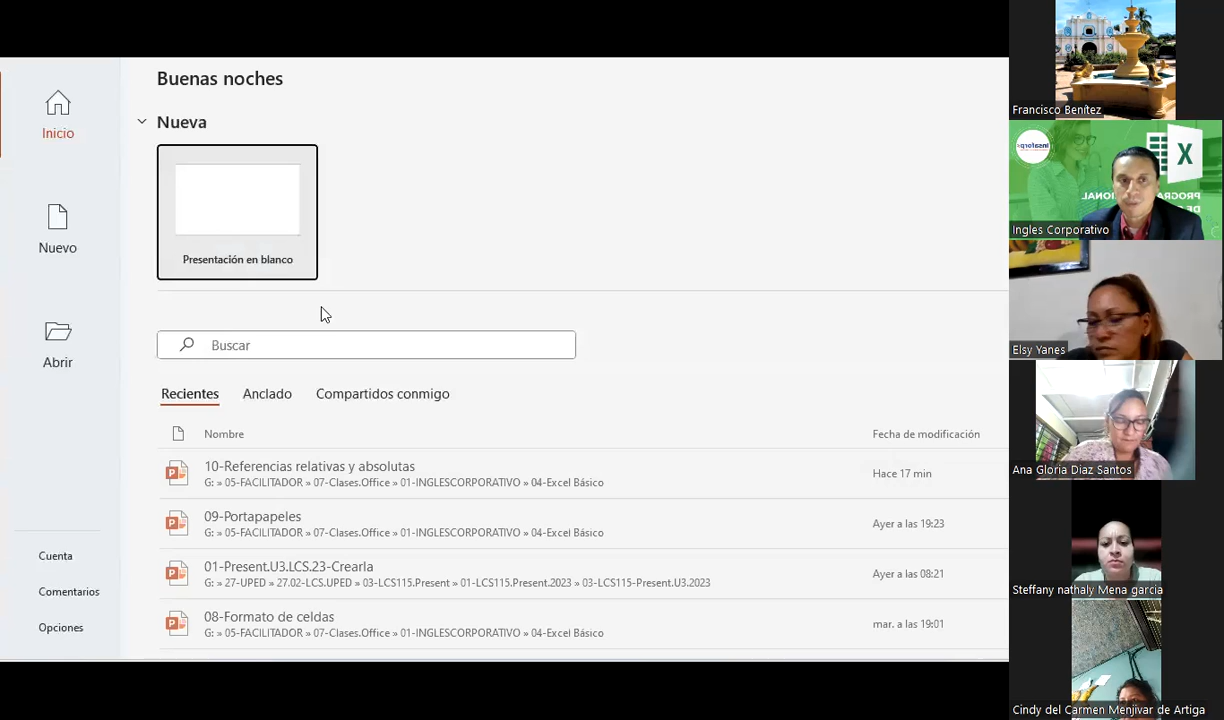 Buenas noches
Nueva
Presentación en blanco
Inicio
Nuevo
Abrir
Cuenta
Comentarios
Opciones
Buscar
Recientes
Anclado
Compartidos conmigo
Nombre
Fecha de modificación
10-Referencias relativas y absolutas
G: » 05-FACILITADOR » 07-Clases.Office » 01-INGLESCORPORATIVO » 04-Excel Básico
Hace 17 min
09-Portapapeles
G: » 05-FACILITADOR » 07-Clases.Office » 01-INGLESCORPORATIVO » 04-Excel Básico
Ayer a las 19:23
01-Present.U3.LCS.23-Crearla
G: » 27-UPED » 27.02-LCS.UPED » 03-LCS115.Present » 01-LCS115.Present.2023 » 03-LCS115-Present.U3.2023
Ayer a las 08:21
08-Formato de celdas
G: » 05-FACILITADOR » 07-Clases.Office » 01-INGLESCORPORATIVO » 04-Excel Básico
mar. a las 19:01
Francisco Benítez
Insaforp
X
Ingles Corporativo
Elsy Yanes
Ana Gloria Diaz Santos
Steffany nathaly Mena garcia
Cindy del Carmen Menjivar de Artiga